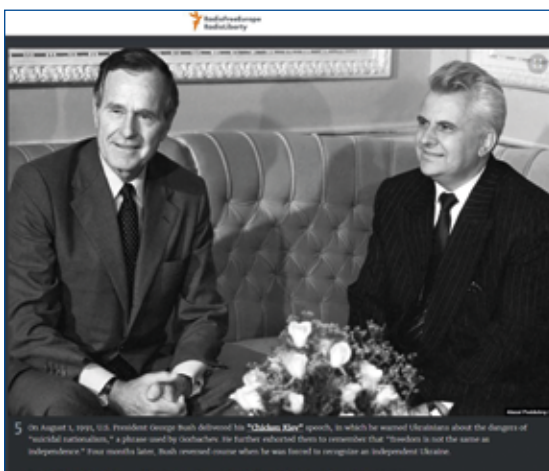 RadioFreeEurope
RadioLiberty
5 On August 1, 1991, U.S. President George Bush delivered his "Chicken Kiev" speech, in which he warned Ukrainians about the dangers of
"suicidal nationalism," a phrase used by Gorbachev. He further exhorted them to remember that "freedom is not the same as
independence." Four months later, Bush reversed course when he was forced to recognize an independent Ukraine.